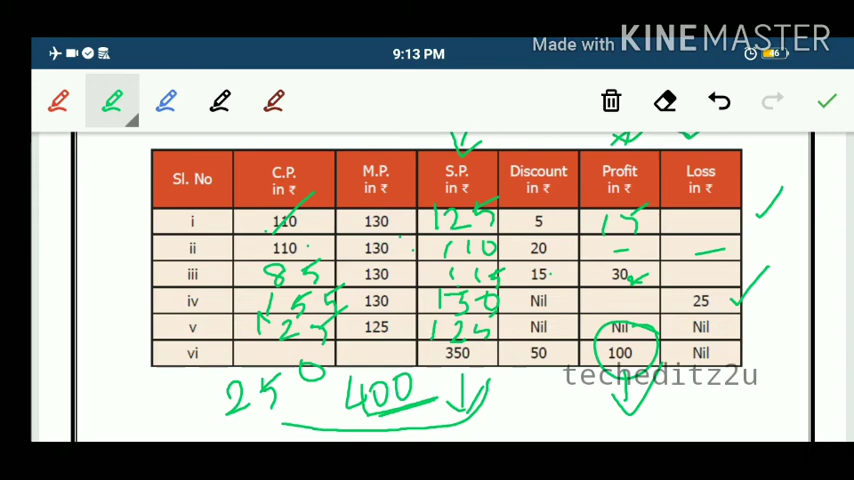 9:13 PM
Made with KINEMASTER
46
Sl. No C.P. in ₹ M.P. in ₹ S.P. in ₹ Discount in ₹ Profit in ₹ Loss in ₹
i 110 130 125 5 15
ii 110 130 110 20 – –
iii 85 130 115 15 30
iv 155 130 130 Nil 25
v 125 125 125 Nil Nil Nil
vi 350 50 100 Nil
techeditz2u
250 400